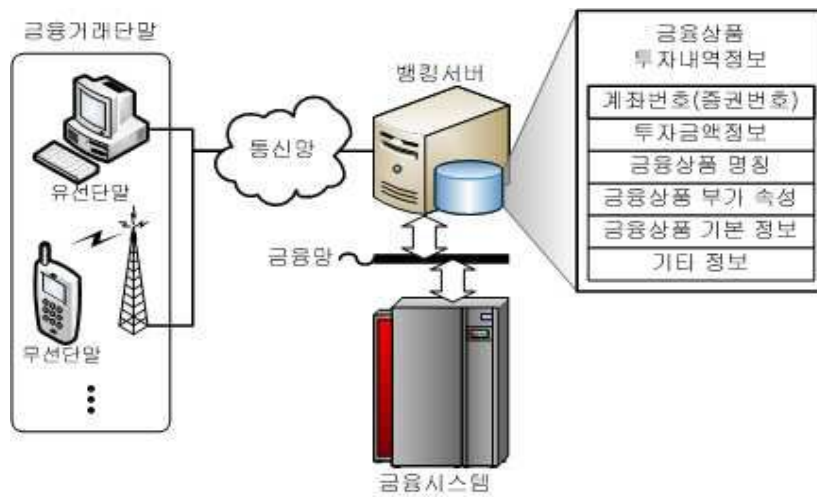 금융거래단말
유선단말
무선단말
통신망
뱅킹서버
금융망
금융시스템
금융상품
투자내역정보
계좌번호(증권번호)
투자금액정보
금융상품 명칭
금융상품 부가 속성
금융상품 기본 정보
기타 정보